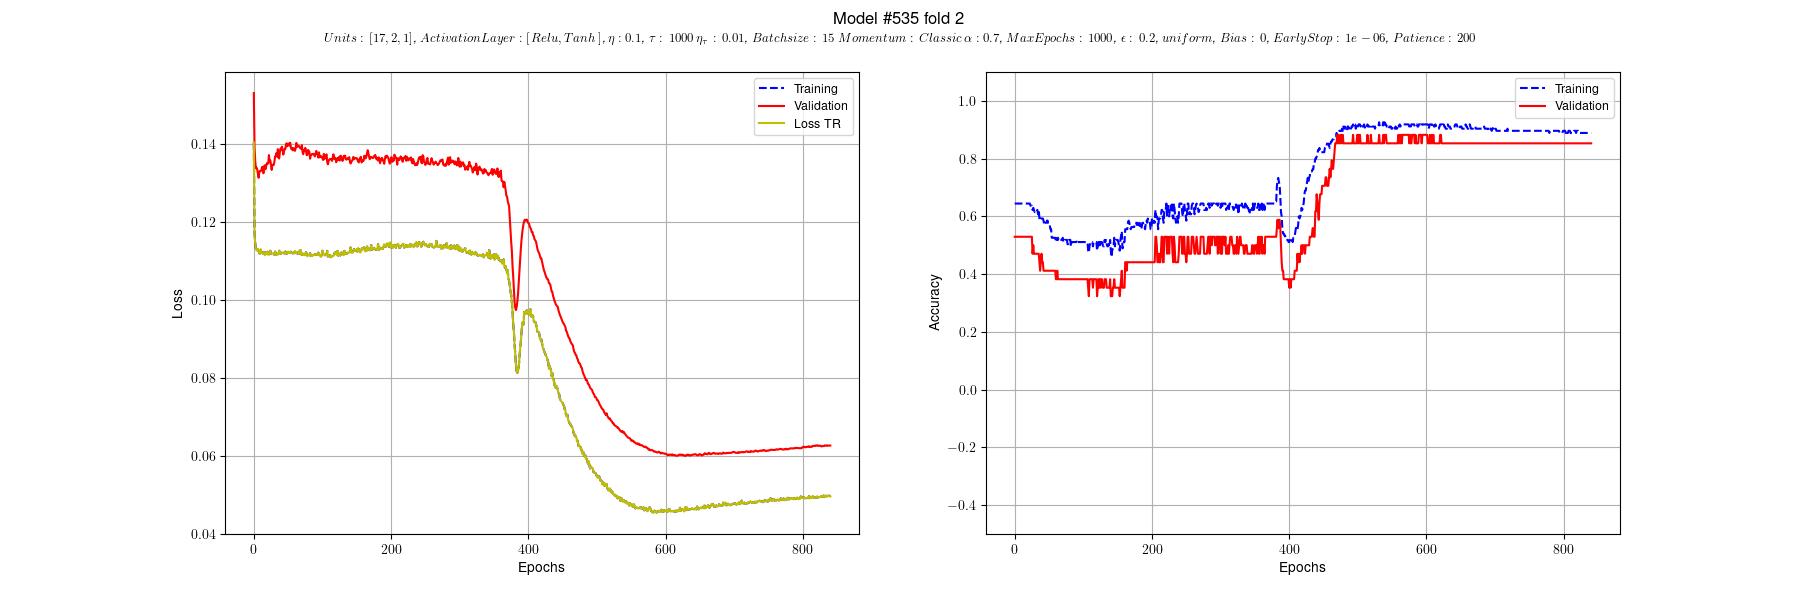 Model #535 fold 2
Units : [17, 2, 1], ActivationLayer : [Relu, Tanh], η : 0.1, τ : 1000 ητ : 0.01, Batchsize : 15 Momentum : Classic α : 0.7, MaxEpochs : 1000, ϵ : 0.2, uniform, Bias : 0, EarlyStop : 1e − 06, Patience : 200
Training
Validation
Loss TR
0.14
0.12
0.10
0.08
0.06
0.04
Loss
0
200
400
600
800
Epochs
Training
Validation
1.0
0.8
0.6
0.4
0.2
0.0
−0.2
−0.4
Accuracy
0
200
400
600
800
Epochs